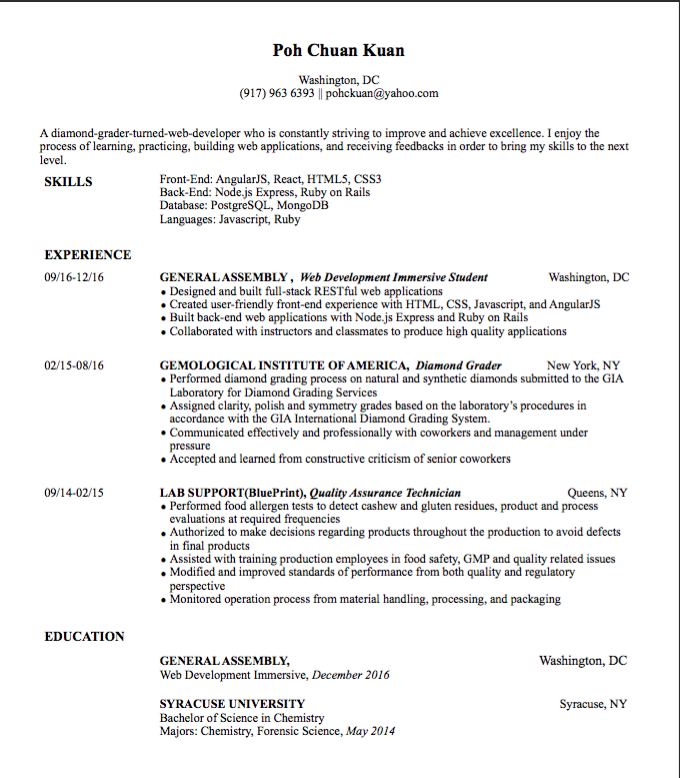 Poh Chuan Kuan
Washington, DC
(917) 963 6393 || pohckuan@yahoo.com
A diamond-grader-turned-web-developer who is constantly striving to improve and achieve excellence. I enjoy the
process of learning, practicing, building web applications, and receiving feedbacks in order to bring my skills to the next
level.
SKILLS
Front-End: AngularJS, React, HTML5, CSS3
Back-End: Node.js Express, Ruby on Rails
Database: PostgreSQL, MongoDB
Languages: Javascript, Ruby
EXPERIENCE
09/16-12/16 GENERAL ASSEMBLY , Web Development Immersive Student Washington, DC
• Designed and built full-stack RESTful web applications
• Created user-friendly front-end experience with HTML, CSS, Javascript, and AngularJS
• Built back-end web applications with Node.js Express and Ruby on Rails
• Collaborated with instructors and classmates to produce high quality applications
02/15-08/16 GEMOLOGICAL INSTITUTE OF AMERICA, Diamond Grader New York, NY
• Performed diamond grading process on natural and synthetic diamonds submitted to the GIA
Laboratory for Diamond Grading Services
• Assigned clarity, polish and symmetry grades based on the laboratory's procedures in
accordance with the GIA International Diamond Grading System.
• Communicated effectively and professionally with coworkers and management under
pressure
• Accepted and learned from constructive criticism of senior coworkers
09/14-02/15 LAB SUPPORT(BluePrint), Quality Assurance Technician Queens, NY
• Performed food allergen tests to detect cashew and gluten residues, product and process
evaluations at required frequencies
• Authorized to make decisions regarding products throughout the production to avoid defects
in final products
• Assisted with training production employees in food safety, GMP and quality related issues
• Modified and improved standards of performance from both quality and regulatory
perspective
• Monitored operation process from material handling, processing, and packaging
EDUCATION
GENERAL ASSEMBLY, Washington, DC
Web Development Immersive, December 2016
SYRACUSE UNIVERSITY Syracuse, NY
Bachelor of Science in Chemistry
Majors: Chemistry, Forensic Science, May 2014